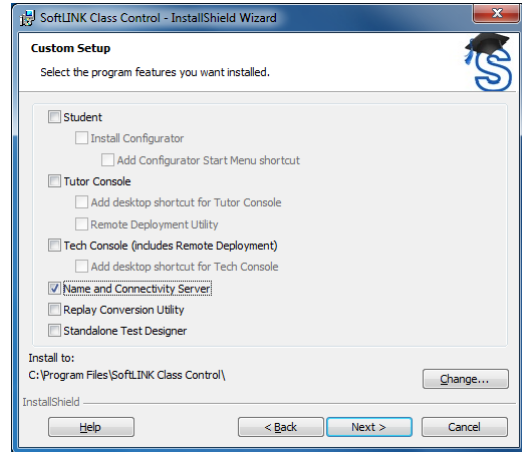 SoftLINK Class Control - InstallShield Wizard
Custom Setup
Select the program features you want installed.
Student
Install Configurator
Add Configurator Start Menu shortcut
Tutor Console
Add desktop shortcut for Tutor Console
Remote Deployment Utility
Tech Console (includes Remote Deployment)
Add desktop shortcut for Tech Console
Name and Connectivity Server
Replay Conversion Utility
Standalone Test Designer
Install to:
C:\Program Files\SoftLINK Class Control\
Change...
InstallShield
Help < Back Next > Cancel